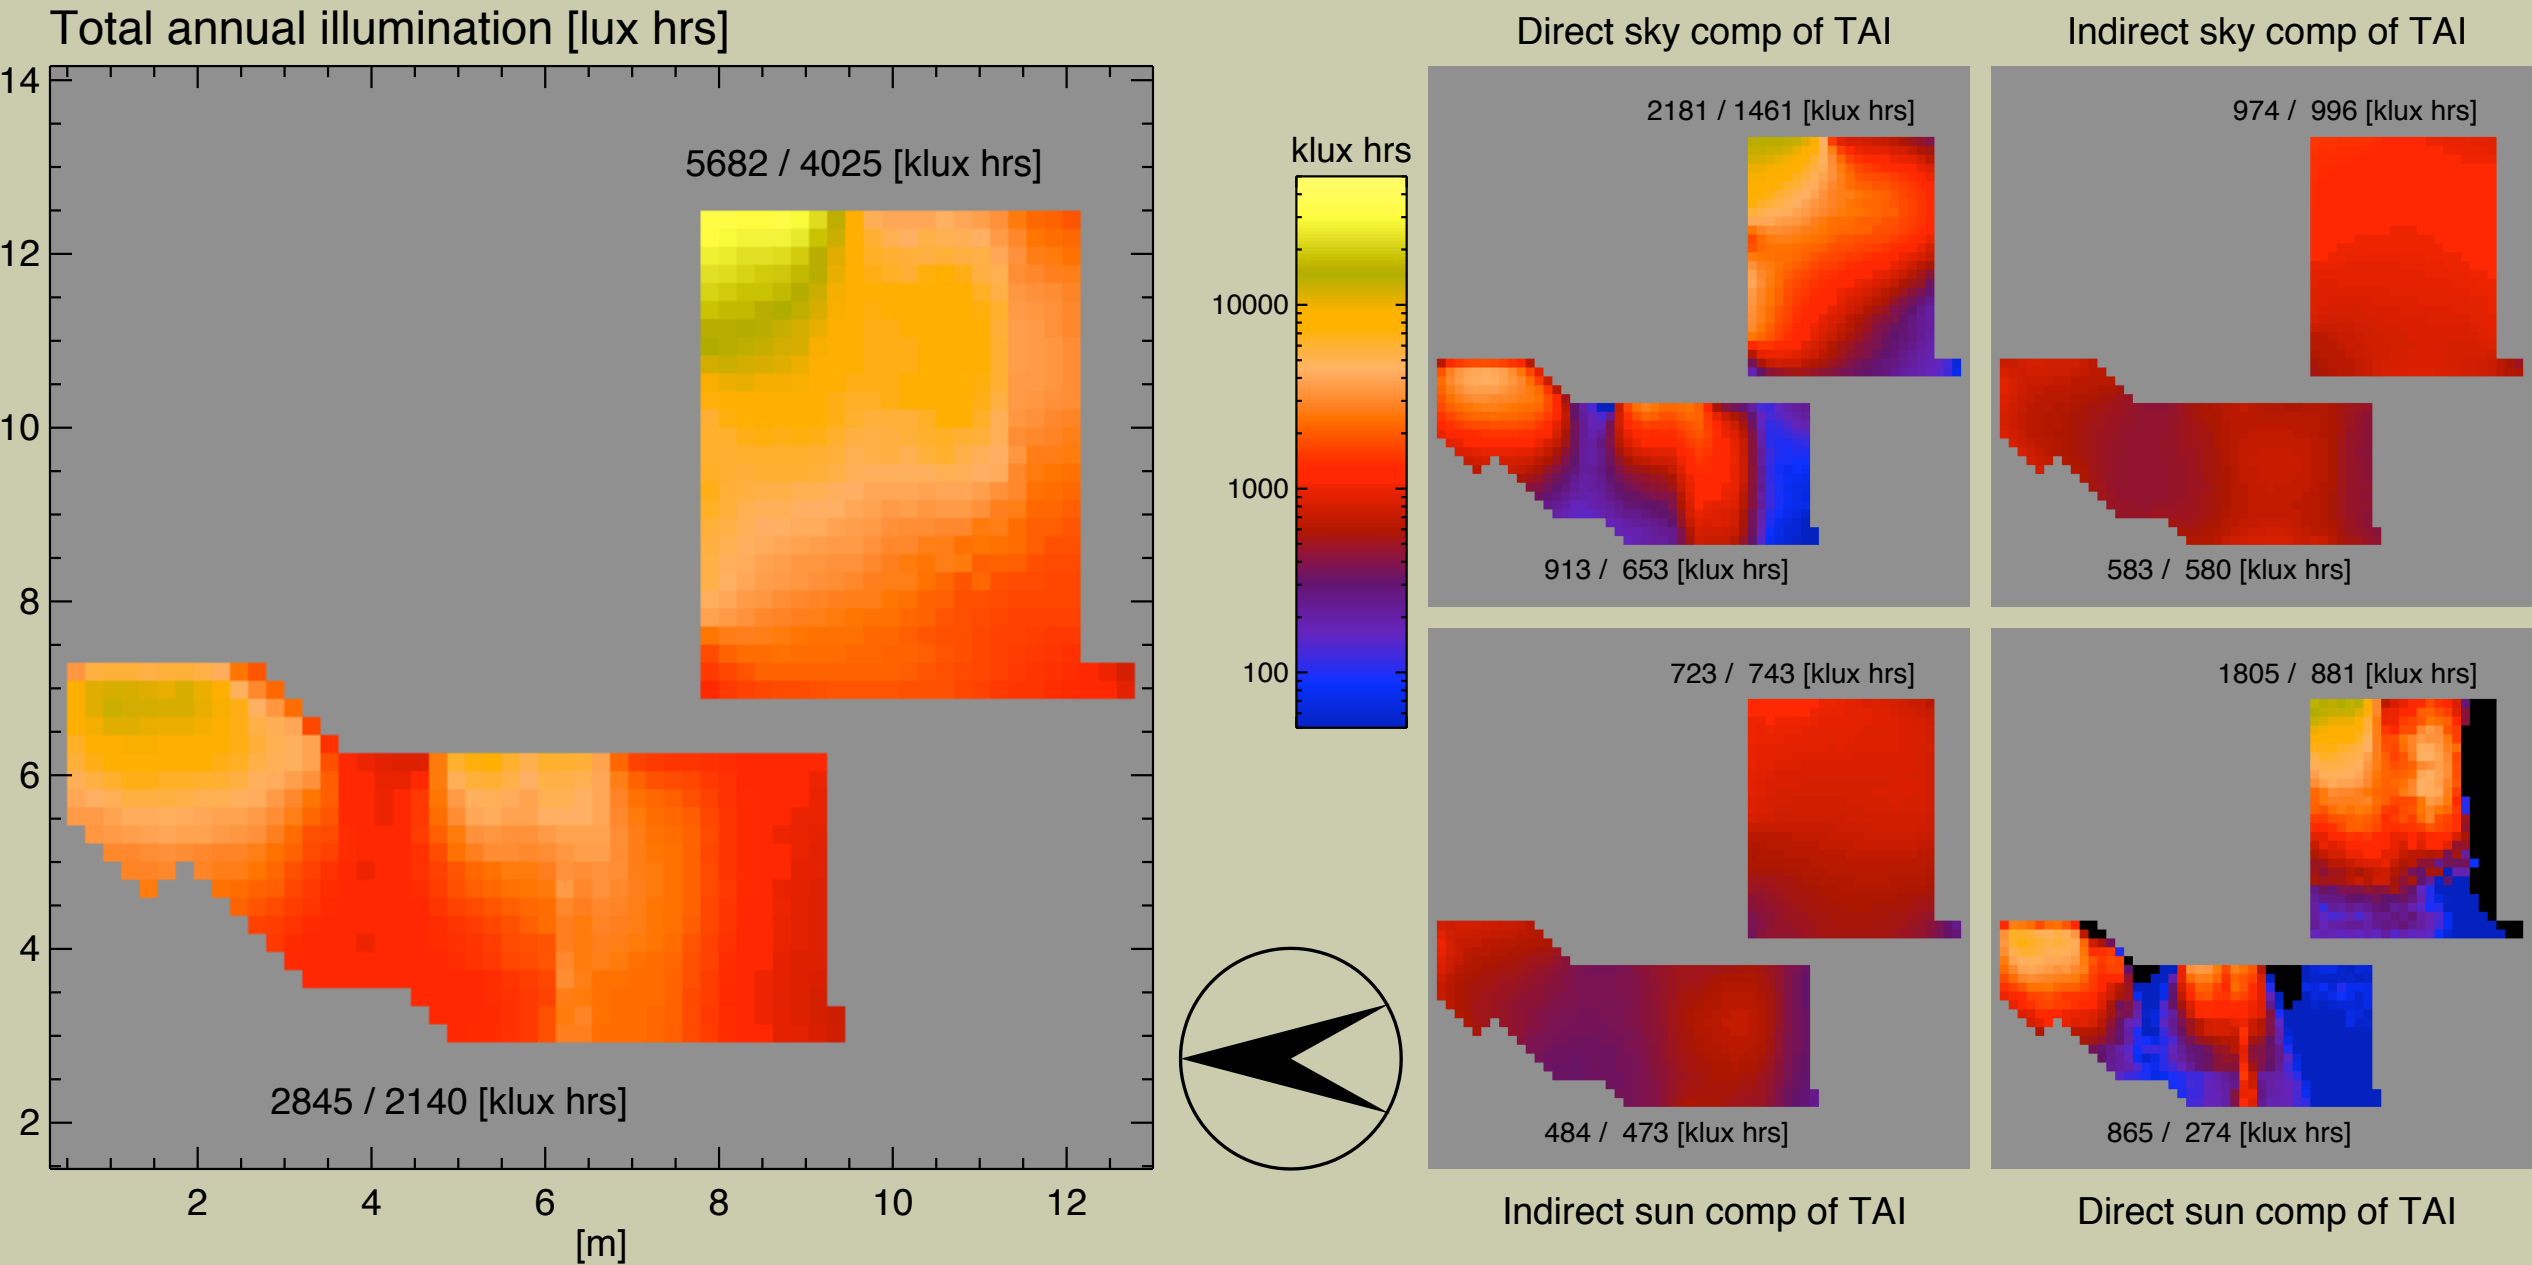 Total annual illumination [lux hrs]
14
12
10
8
6
4
2
2
4
6
8
10
12
[m]
5682 / 4025 [klux hrs]
2845 / 2140 [klux hrs]
klux hrs
10000
1000
100
Direct sky comp of TAI
2181 / 1461 [klux hrs]
913 /  653 [klux hrs]
Indirect sky comp of TAI
974 /  996 [klux hrs]
583 /  580 [klux hrs]
723 /  743 [klux hrs]
484 /  473 [klux hrs]
Indirect sun comp of TAI
1805 /  881 [klux hrs]
865 /  274 [klux hrs]
Direct sun comp of TAI